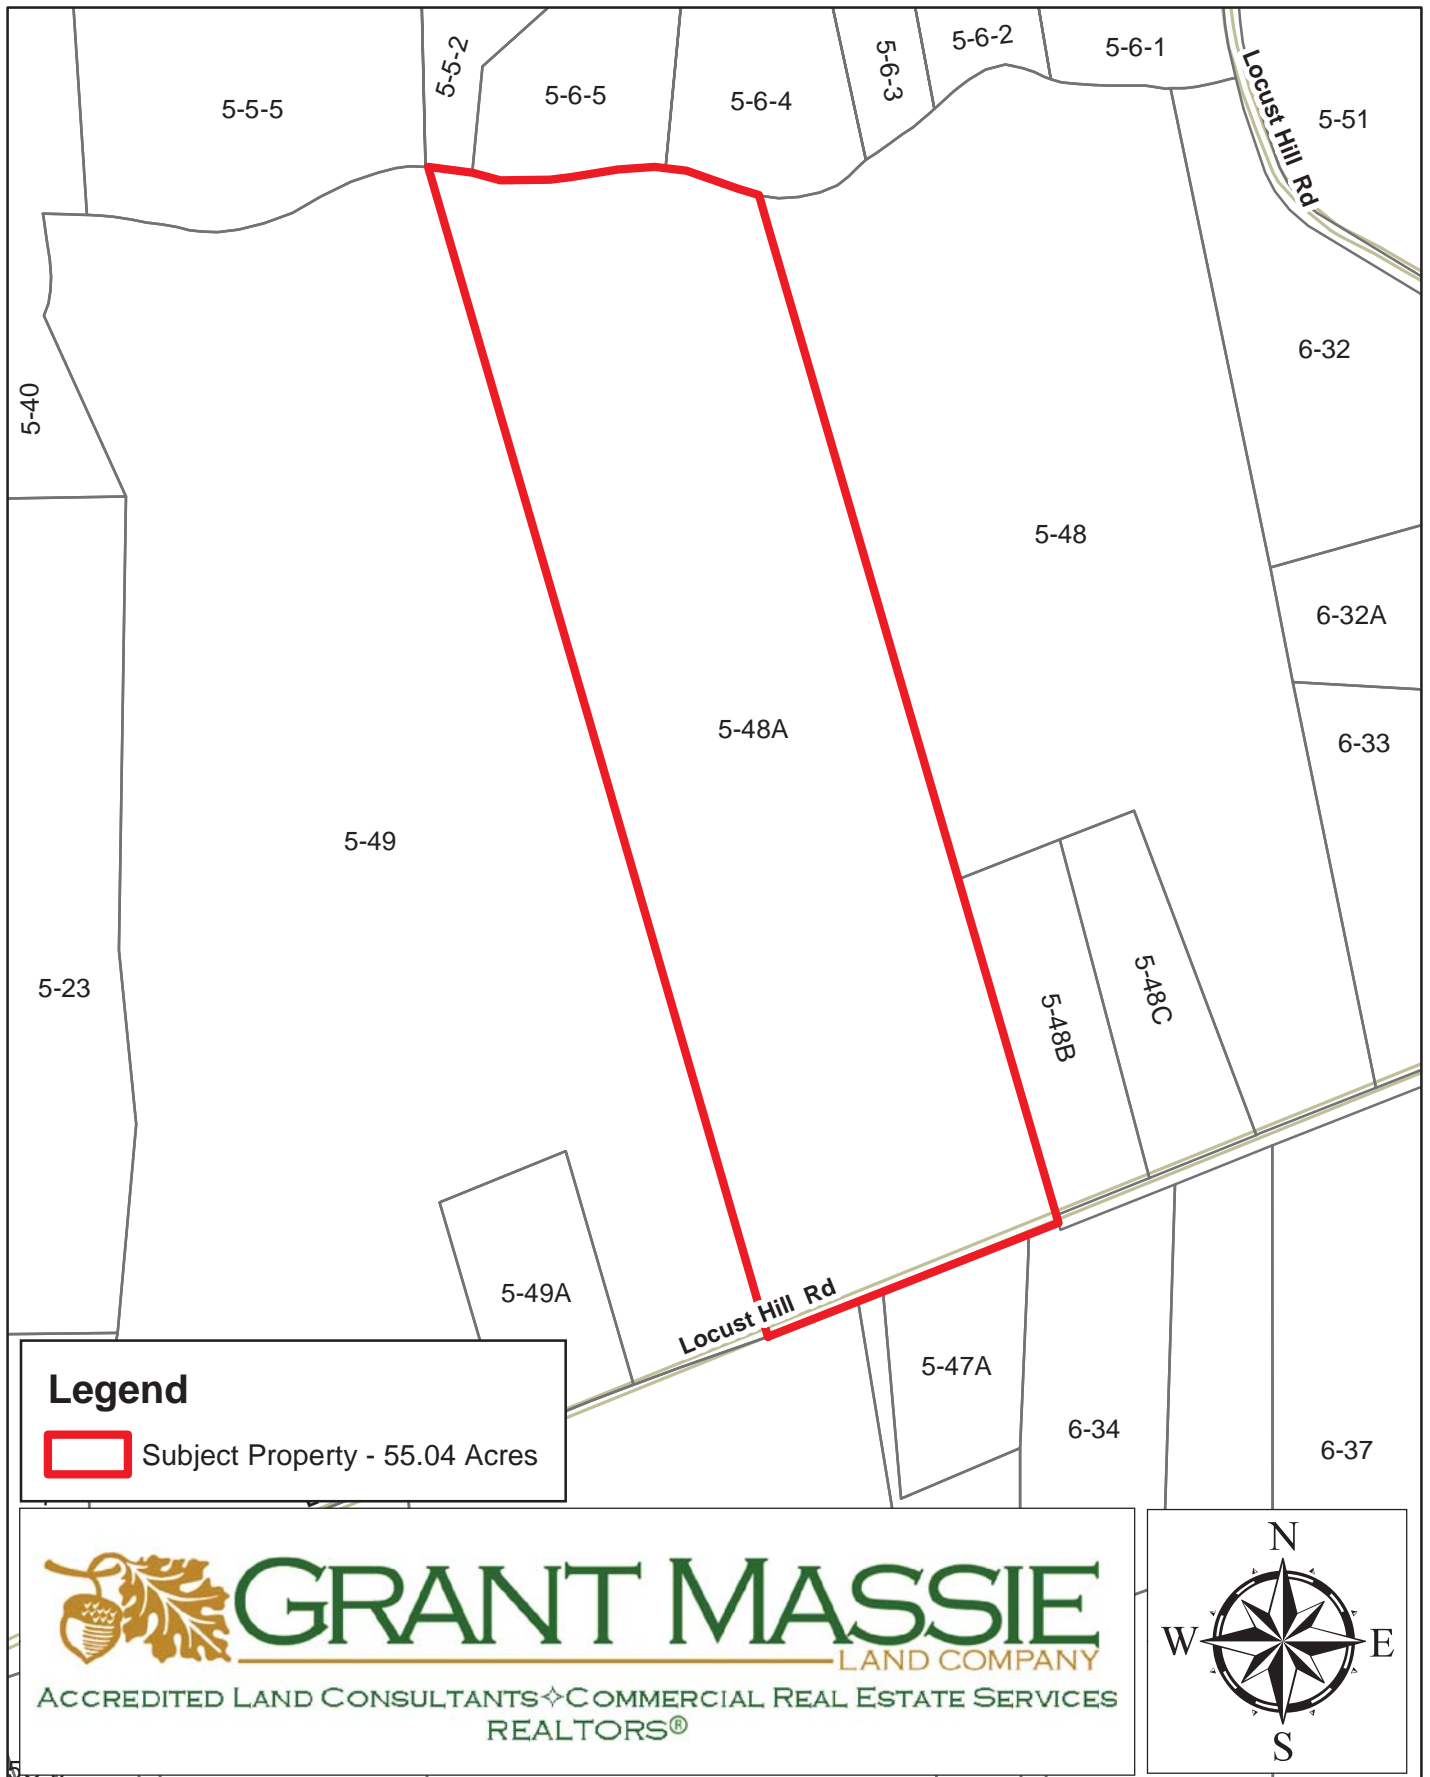 5-5-5
5-5-2
5-6-5
5-6-4
5-6-3
5-6-2
5-6-1
Locust Hill Rd
5-51
6-32
5-40
5-48
6-32A
5-48A
6-33
5-49
5-23
5-48B
5-48C
5-49A
Locust Hill Rd
5-47A
6-34
6-37
Legend
Subject Property - 55.04 Acres
GRANT MASSIE
LAND COMPANY
ACCREDITED LAND CONSULTANTS✧COMMERCIAL REAL ESTATE SERVICES
REALTORS®
N
W E
S